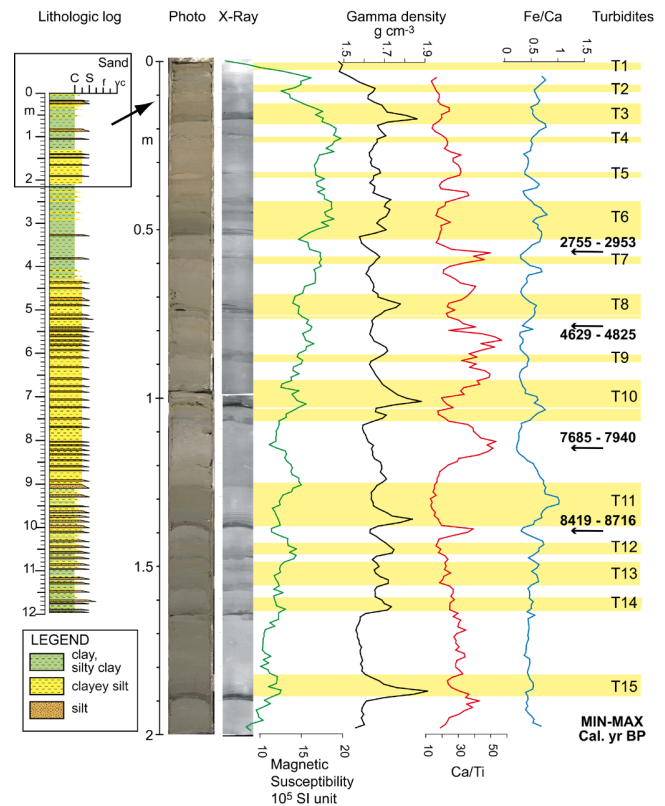 Lithologic log
Photo
X-Ray
Gamma density
g cm-3
Fe/Ca
Turbidites
1.5
1.7
1.9
0
0.5
1
1.5
Sand
C S f vc
0
m
1
2
3
4
5
6
7
8
9
10
11
12
0
m
0.5
1
1.5
2
T1
T2
T3
T4
T5
T6
2755 - 2953
T7
T8
4629 - 4825
T9
T10
7685 - 7940
T11
8419 - 8716
T12
T13
T14
T15
MIN-MAX
Cal. yr BP
LEGEND
clay,
silty clay
clayey silt
silt
10
15
20
Magnetic
Susceptibility
10⁵ SI unit
10
30
50
Ca/Ti